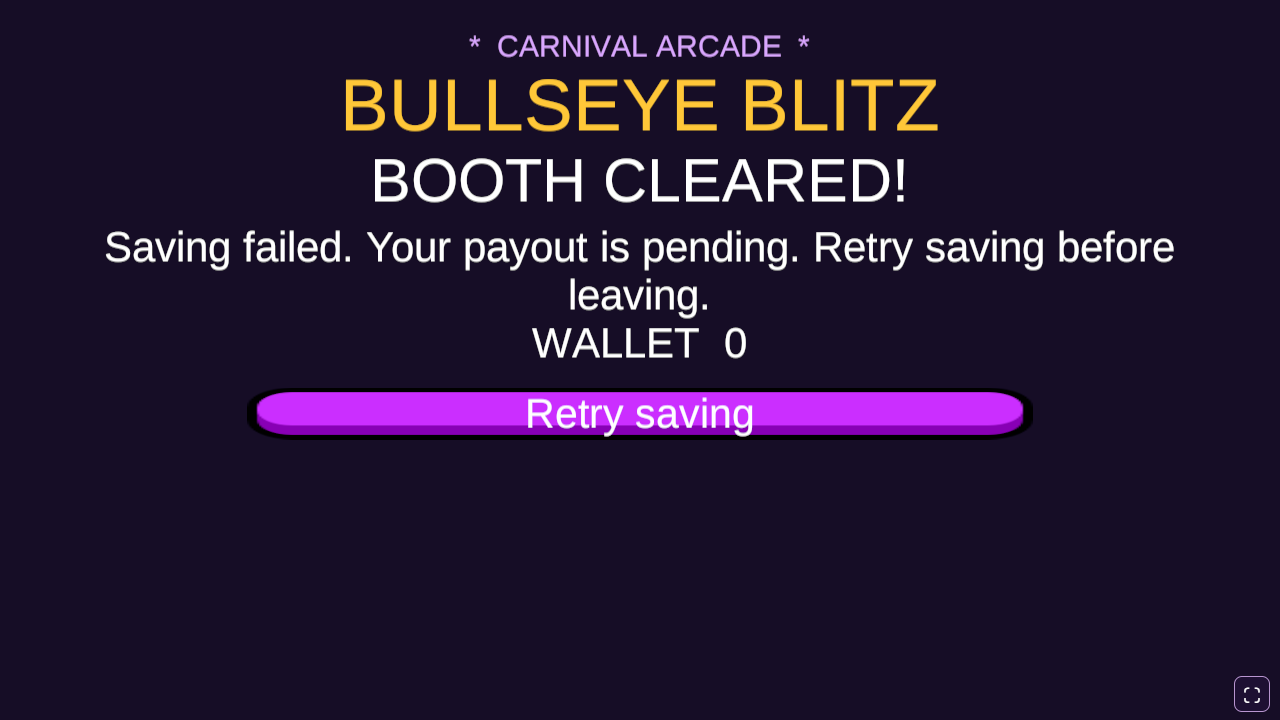 * CARNIVAL ARCADE *
BULLSEYE BLITZ
BOOTH CLEARED!
Saving failed. Your payout is pending. Retry saving before
leaving.
WALLET 0
Retry saving